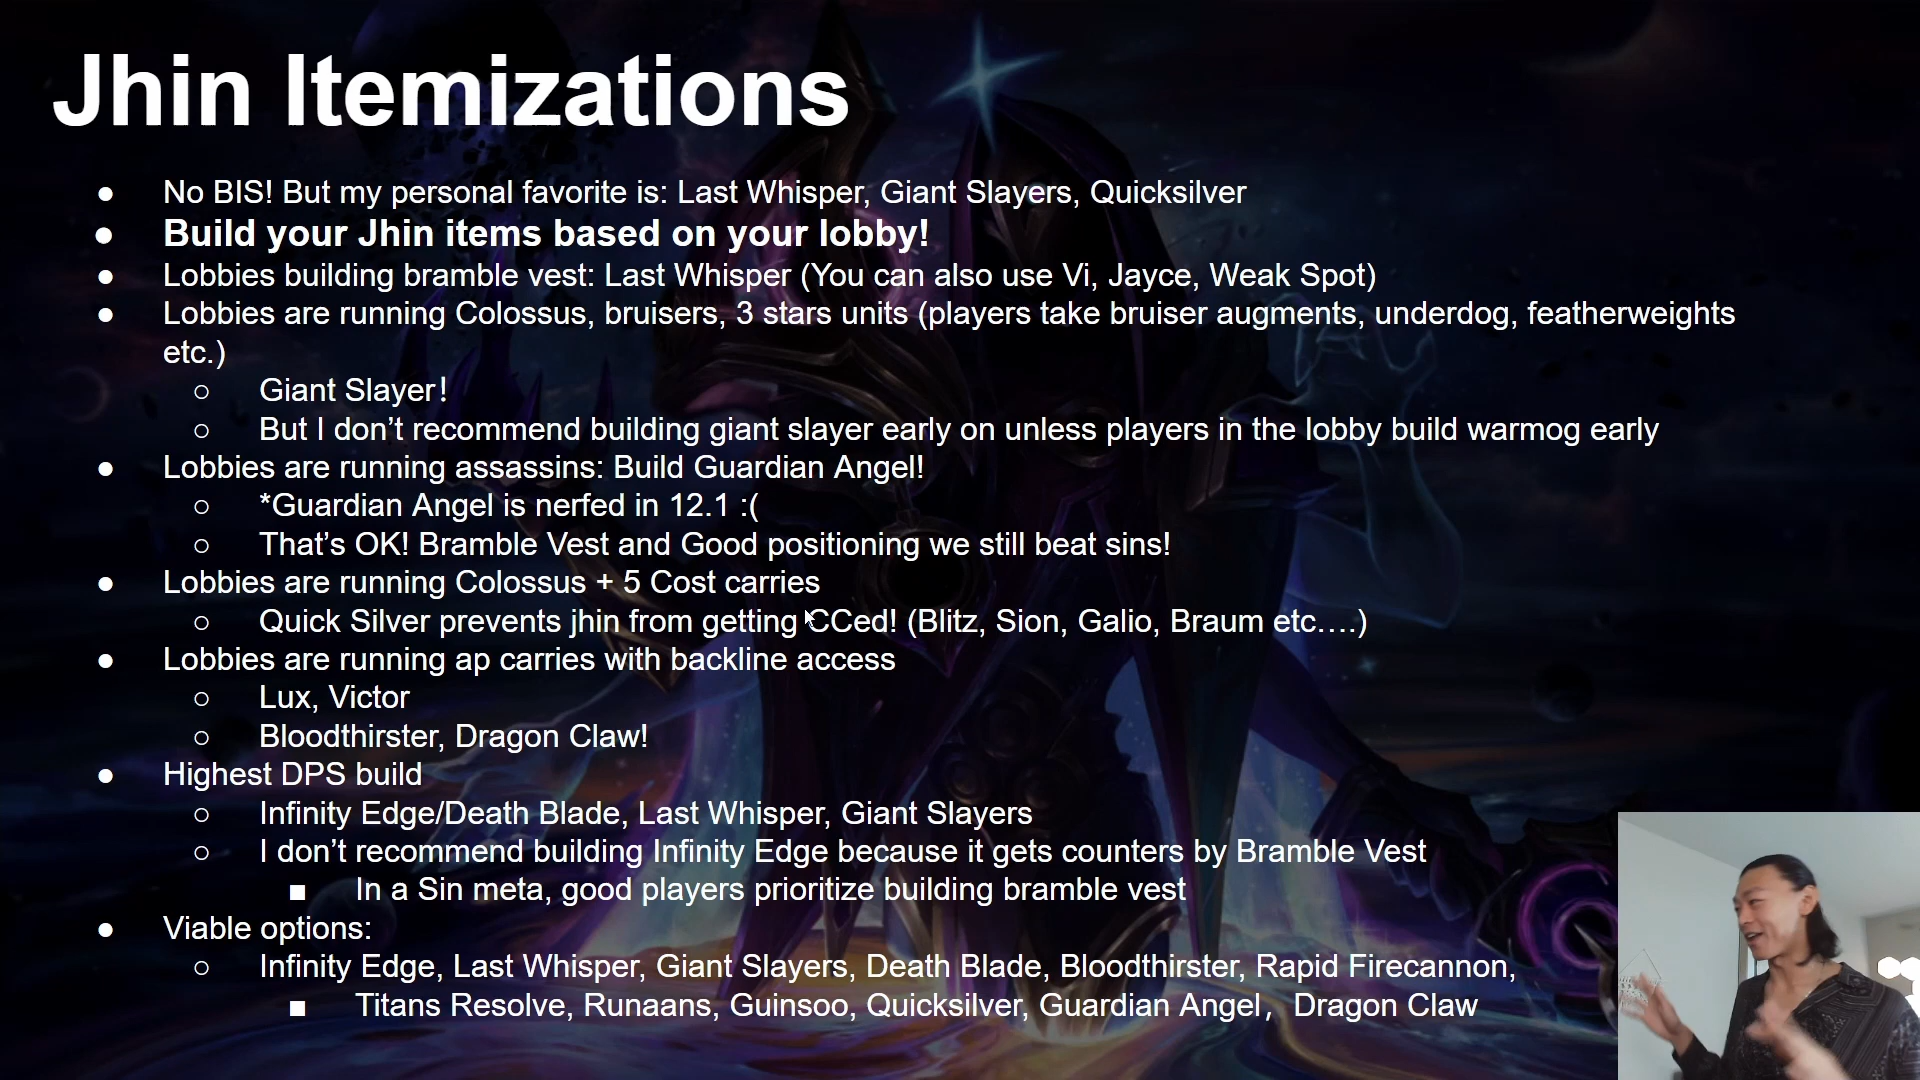 Jhin Itemizations
● No BIS! But my personal favorite is: Last Whisper, Giant Slayers, Quicksilver
● Build your Jhin items based on your lobby!
● Lobbies building bramble vest: Last Whisper (You can also use Vi, Jayce, Weak Spot)
● Lobbies are running Colossus, bruisers, 3 stars units (players take bruiser augments, underdog, featherweights
etc.)
○ Giant Slayer！
○ But I don’t recommend building giant slayer early on unless players in the lobby build warmog early
● Lobbies are running assassins: Build Guardian Angel!
○ *Guardian Angel is nerfed in 12.1 :(
○ That’s OK! Bramble Vest and Good positioning we still beat sins!
● Lobbies are running Colossus + 5 Cost carries
○ Quick Silver prevents jhin from getting CCed! (Blitz, Sion, Galio, Braum etc….)
● Lobbies are running ap carries with backline access
○ Lux, Victor
○ Bloodthirster, Dragon Claw!
● Highest DPS build
○ Infinity Edge/Death Blade, Last Whisper, Giant Slayers
○ I don’t recommend building Infinity Edge because it gets counters by Bramble Vest
■ In a Sin meta, good players prioritize building bramble vest
● Viable options:
○ Infinity Edge, Last Whisper, Giant Slayers, Death Blade, Bloodthirster, Rapid Firecannon,
■ Titans Resolve, Runaans, Guinsoo, Quicksilver, Guardian Angel，Dragon Claw